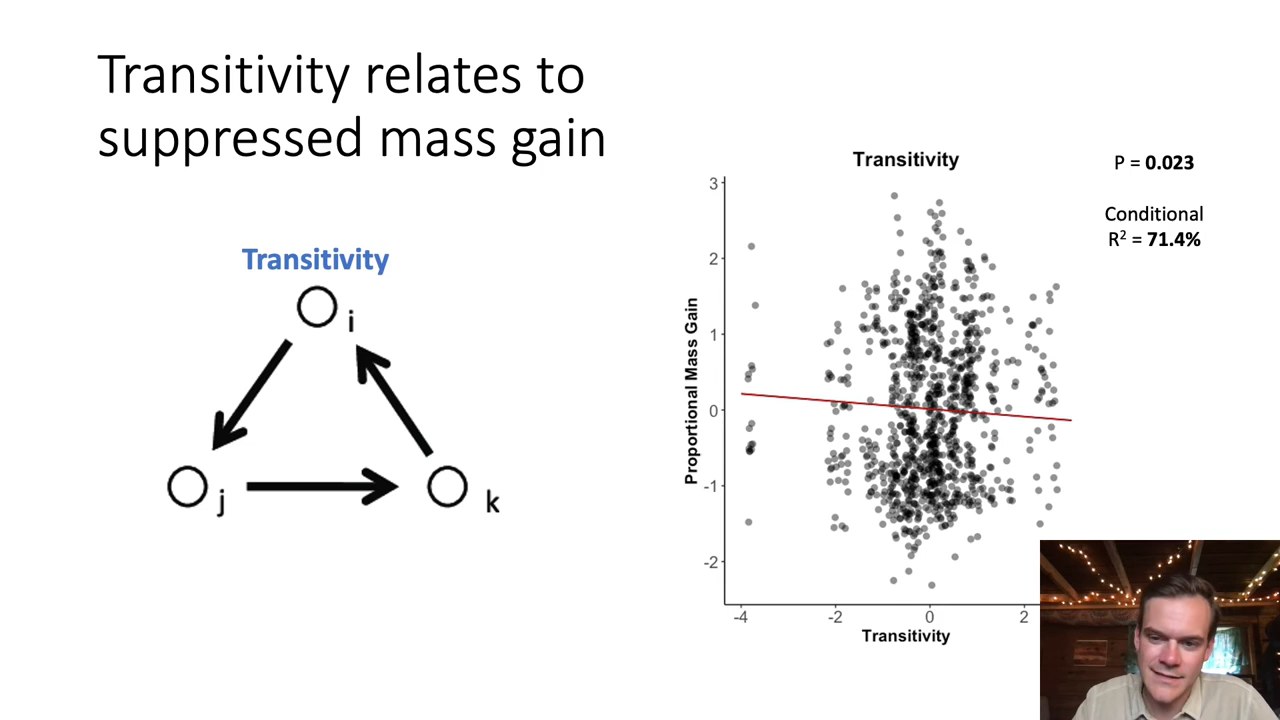 Transitivity relates to
suppressed mass gain
Transitivity
i
j
k
Transitivity
P = 0.023
Conditional
R² = 71.4%
Proportional Mass Gain
3
2
1
0
-1
-2
-4
-2
0
2
Transitivity